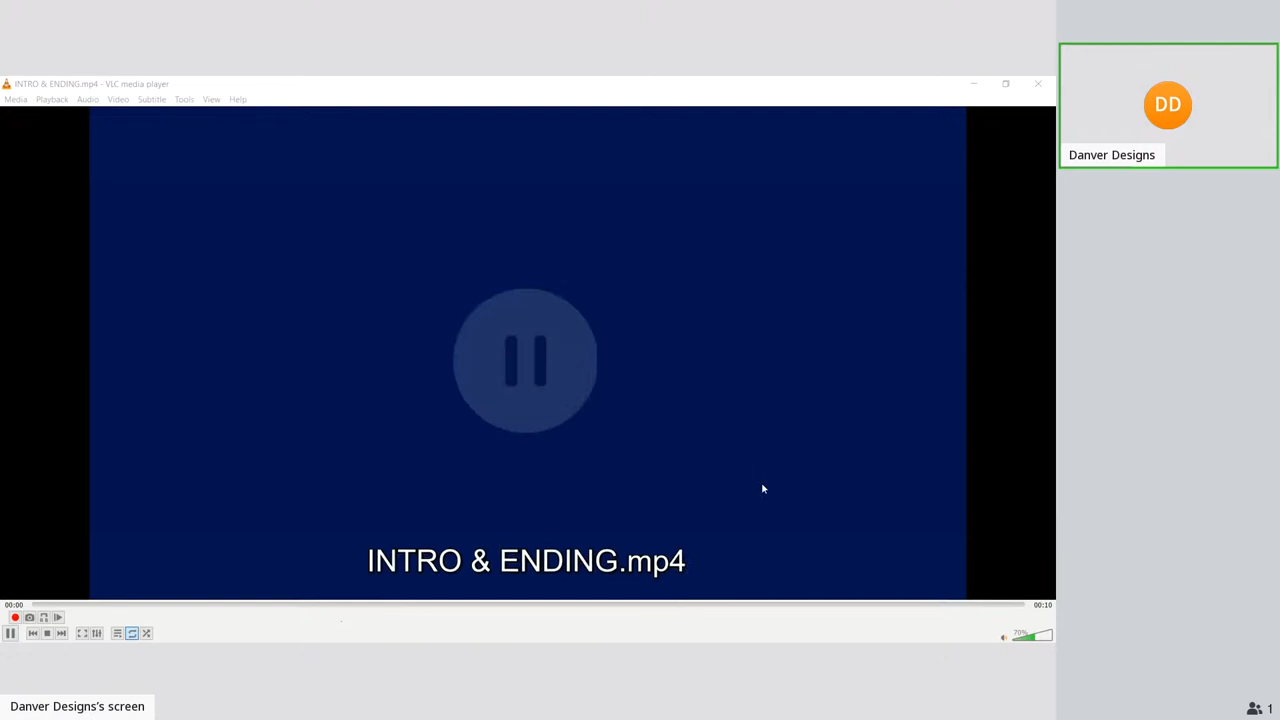 INTRO & ENDING.mp4 - VLC media player
Media Playback Audio Video Subtitle Tools View Help
DD
Danver Designs
INTRO & ENDING.mp4
00:00
00:10
70%
Danver Designs's screen
1